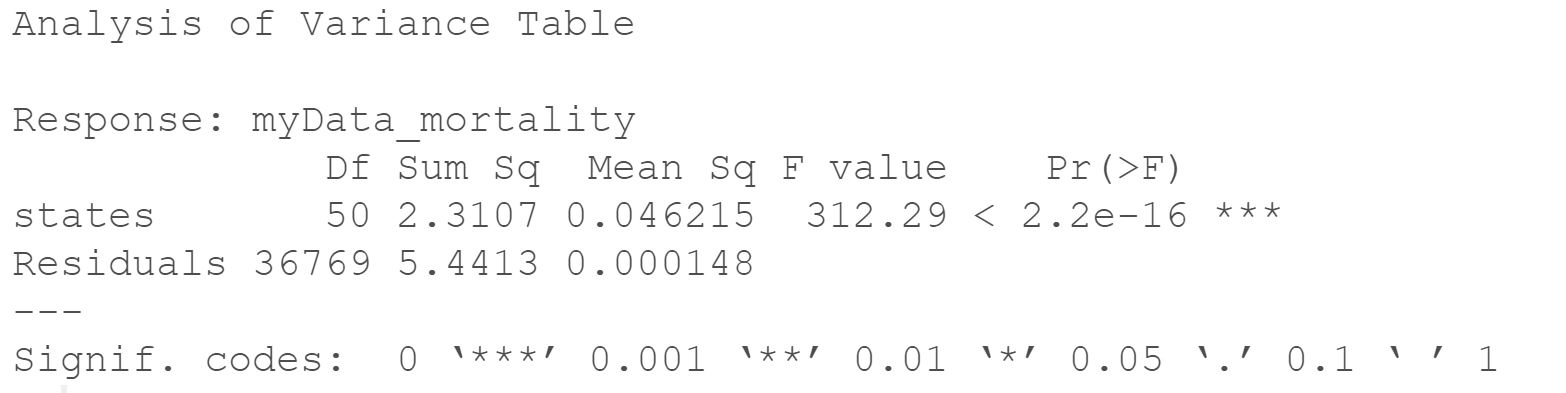 Analysis of Variance Table
Response: myData_mortality
Df Sum Sq Mean Sq F value Pr(>F)
states 50 2.3107 0.046215 312.29 < 2.2e-16 ***
Residuals 36769 5.4413 0.000148
---
Signif. codes: 0 ‘***’ 0.001 ‘**’ 0.01 ‘*’ 0.05 ‘.’ 0.1 ‘ ’ 1